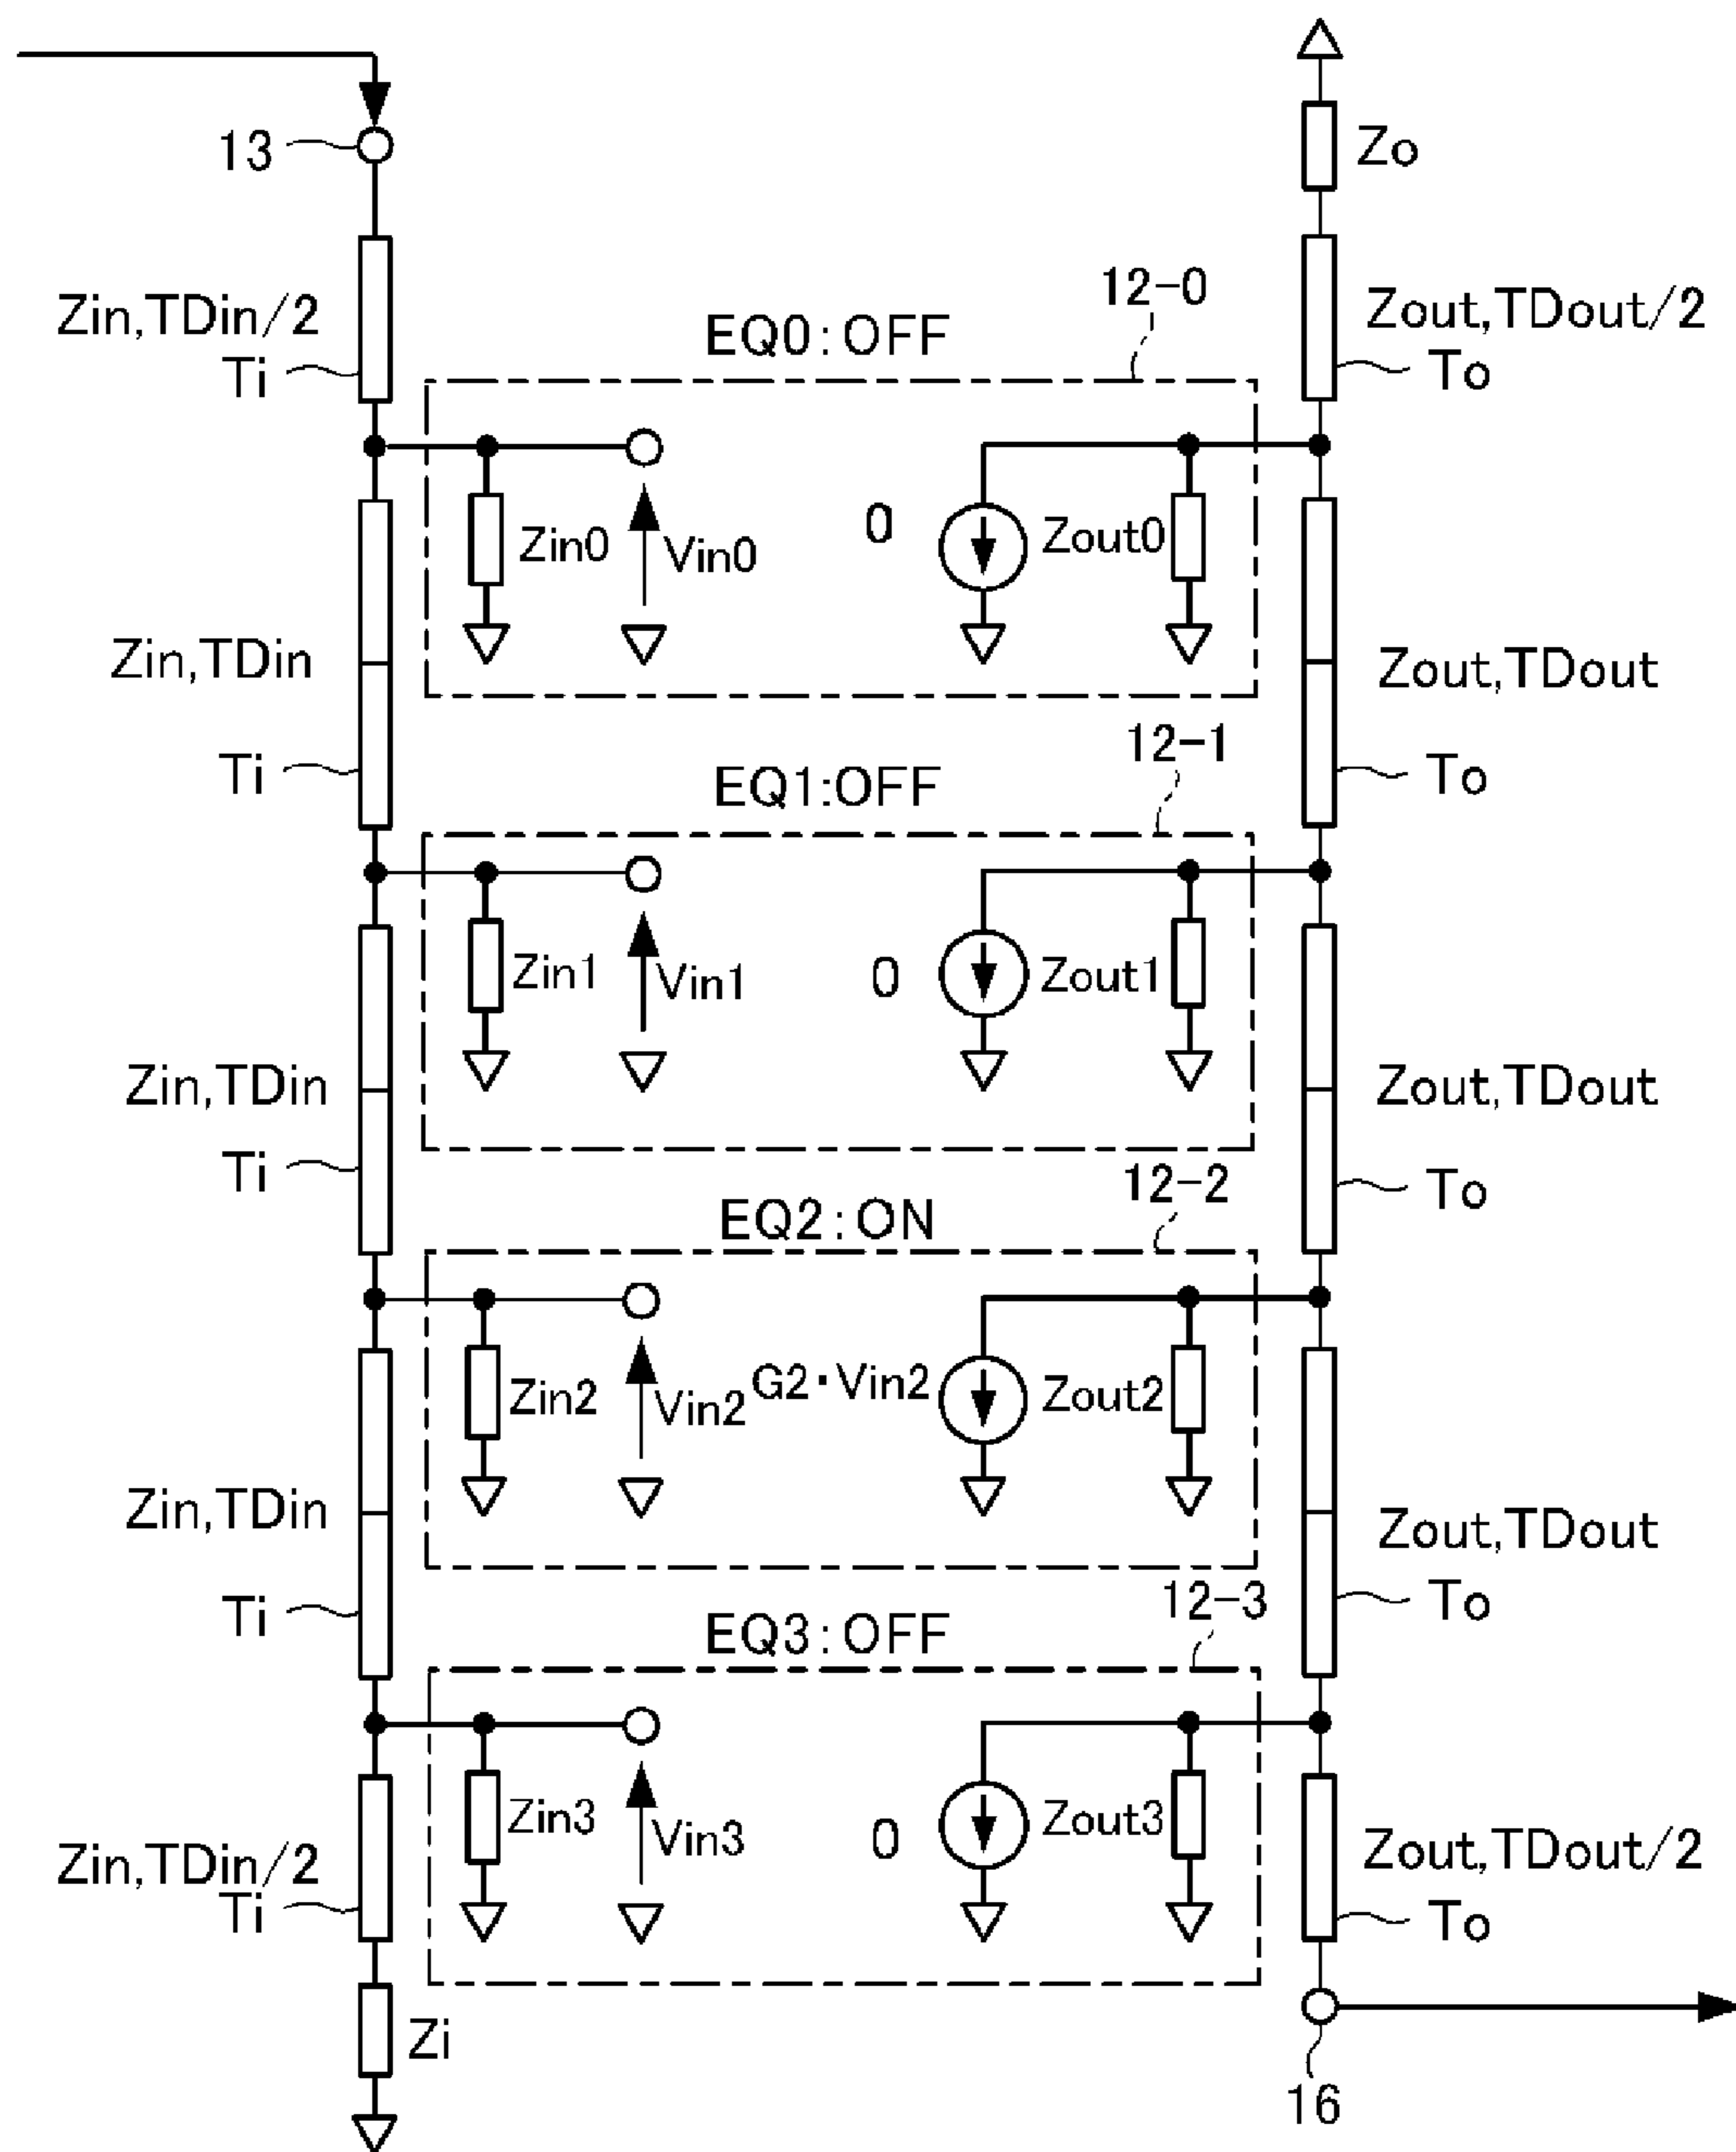 13
Zo
Zin,TDin/2
Ti
EQ0:OFF
12-0
Zout,TDout/2
To
Zin0
Vin0
0
Zout0
Zin,TDin
Ti
Zout,TDout
To
EQ1:OFF
12-1
Zin1
Vin1
0
Zout1
Zin,TDin
Ti
Zout,TDout
To
EQ2:ON
12-2
Zin2
Vin2
G2・Vin2
Zout2
Zin,TDin
Ti
Zout,TDout
To
EQ3:OFF
12-3
Zin3
Vin3
0
Zout3
Zin,TDin/2
Ti
Zout,TDout/2
To
Zi
16